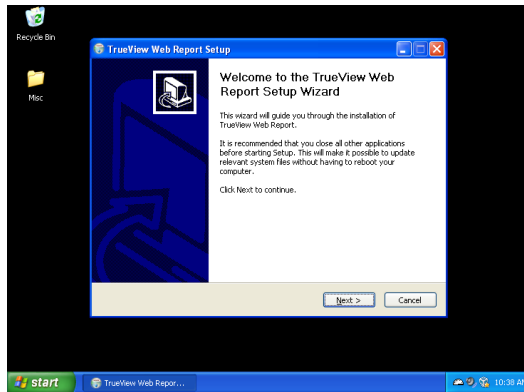 Recycle Bin
Misc
TrueView Web Report Setup
Welcome to the TrueView Web
Report Setup Wizard
This wizard will guide you through the installation of
TrueView Web Report.
It is recommended that you close all other applications
before starting Setup. This will make it possible to update
relevant system files without having to reboot your
computer.
Click Next to continue.
Next >
Cancel
start
TrueView Web Repor...
10:38 AM